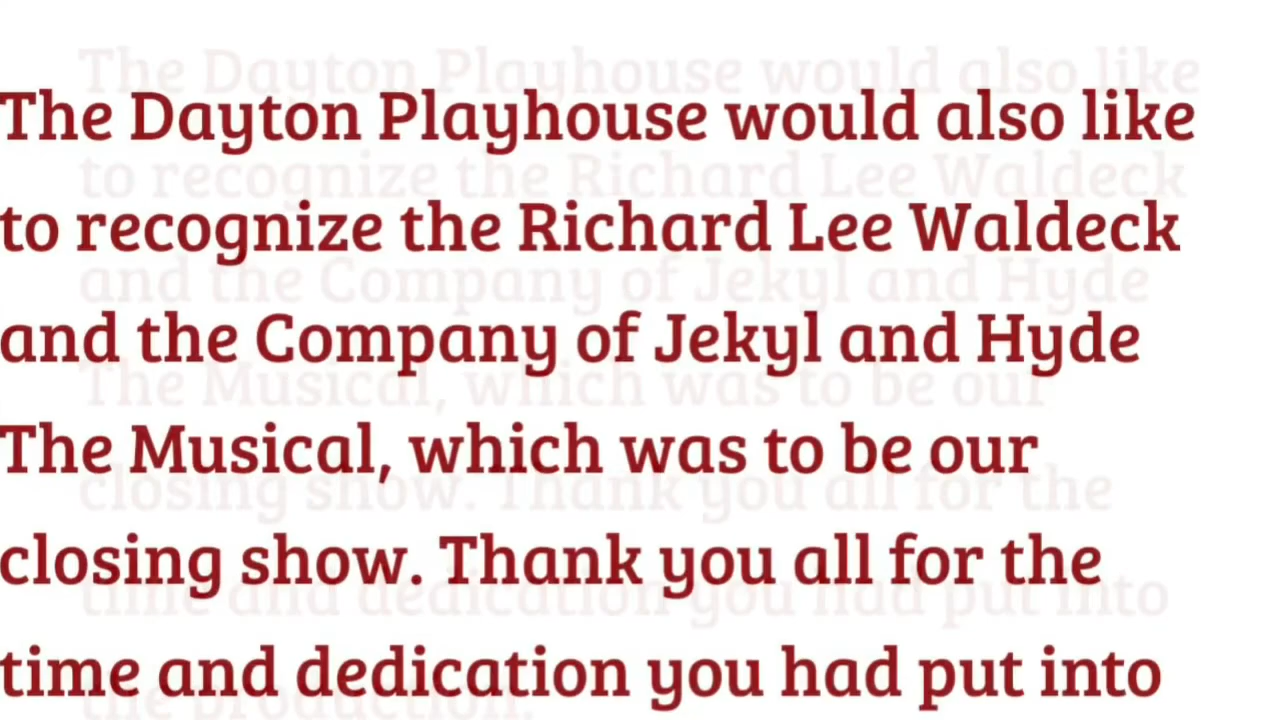 The Dayton Playhouse would also like
to recognize the Richard Lee Waldeck
and the Company of Jekyl and Hyde
The Musical, which was to be our
closing show. Thank you all for the
time and dedication you had put into
the production.